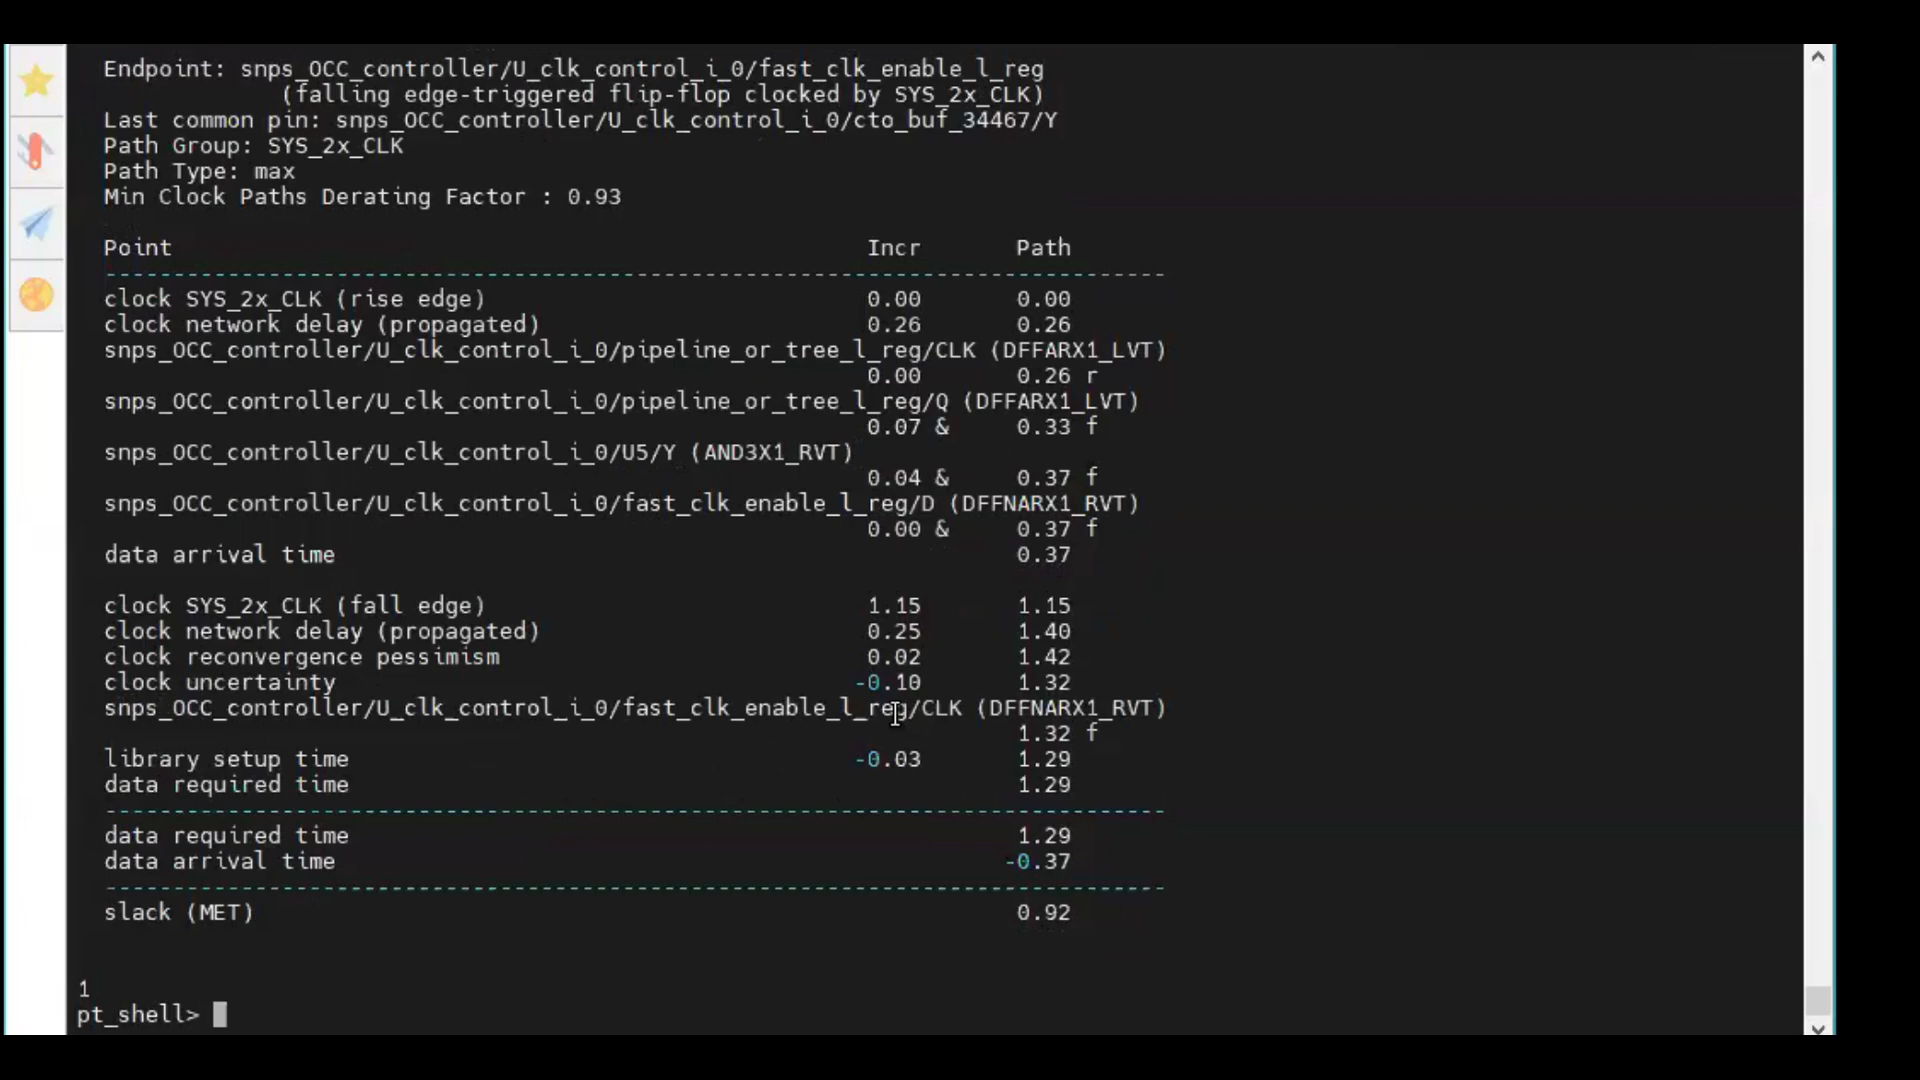 Endpoint: snps_OCC_controller/U_clk_control_i_0/fast_clk_enable_l_reg
(falling edge-triggered flip-flop clocked by SYS_2x_CLK)
Last common pin: snps_OCC_controller/U_clk_control_i_0/cto_buf_34467/Y
Path Group: SYS_2x_CLK
Path Type: max
Min Clock Paths Derating Factor : 0.93
Point Incr Path
------------------------------------------------------------------------------
clock SYS_2x_CLK (rise edge) 0.00 0.00
clock network delay (propagated) 0.26 0.26
snps_OCC_controller/U_clk_control_i_0/pipeline_or_tree_l_reg/CLK (DFFARX1_LVT)
0.00 0.26 r
snps_OCC_controller/U_clk_control_i_0/pipeline_or_tree_l_reg/Q (DFFARX1_LVT)
0.07 & 0.33 f
snps_OCC_controller/U_clk_control_i_0/U5/Y (AND3X1_RVT)
0.04 & 0.37 f
snps_OCC_controller/U_clk_control_i_0/fast_clk_enable_l_reg/D (DFFNARX1_RVT)
0.00 & 0.37 f
data arrival time 0.37
clock SYS_2x_CLK (fall edge) 1.15 1.15
clock network delay (propagated) 0.25 1.40
clock reconvergence pessimism 0.02 1.42
clock uncertainty -0.10 1.32
snps_OCC_controller/U_clk_control_i_0/fast_clk_enable_l_reg/CLK (DFFNARX1_RVT)
1.32 f
library setup time -0.03 1.29
data required time 1.29
------------------------------------------------------------------------------
data required time 1.29
data arrival time -0.37
------------------------------------------------------------------------------
slack (MET) 0.92
1
pt_shell>